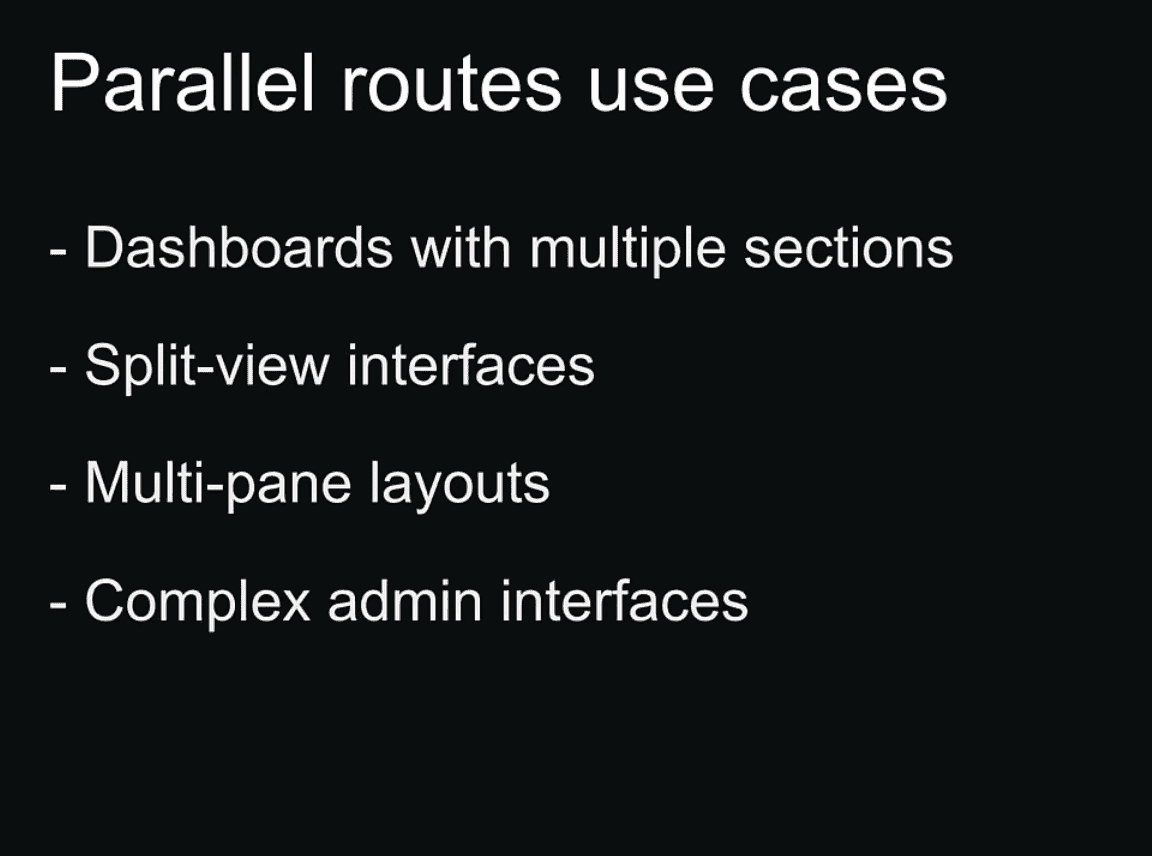 Parallel routes use cases
- Dashboards with multiple sections
- Split-view interfaces
- Multi-pane layouts
- Complex admin interfaces